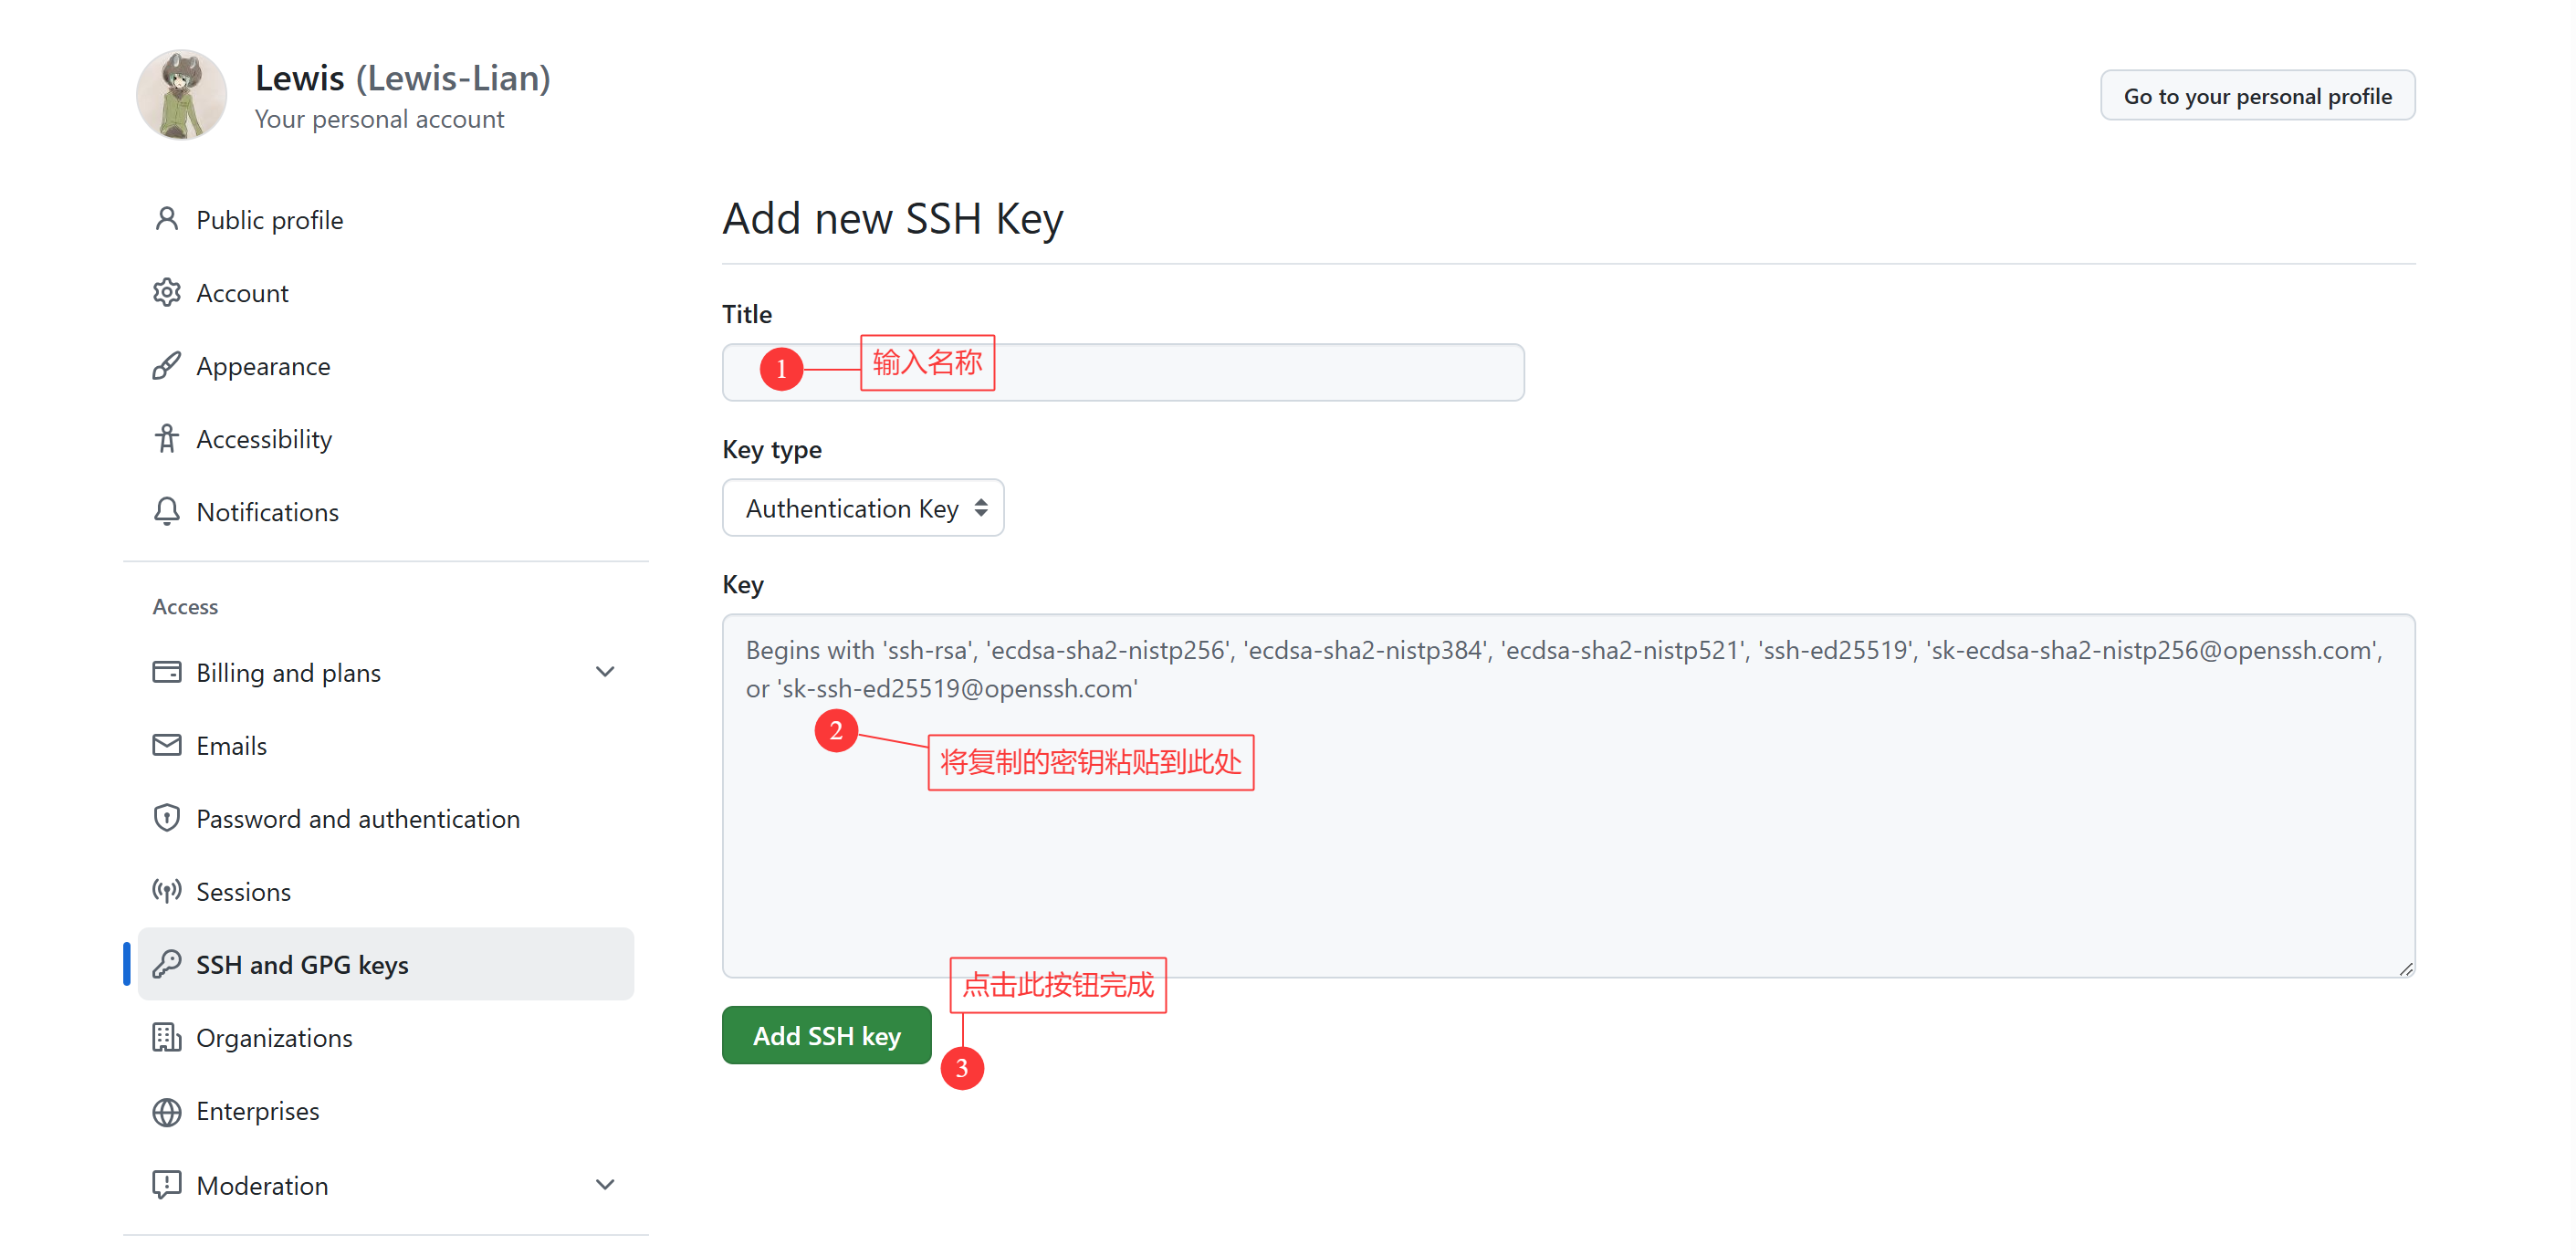 Lewis (Lewis-Lian)
Your personal account
Go to your personal profile
Public profile
Account
Appearance
Accessibility
Notifications
Access
Billing and plans
Emails
Password and authentication
Sessions
SSH and GPG keys
Organizations
Enterprises
Moderation
Add new SSH Key
Title
1 输入名称
Key type
Authentication Key
Key
Begins with 'ssh-rsa', 'ecdsa-sha2-nistp256', 'ecdsa-sha2-nistp384', 'ecdsa-sha2-nistp521', 'ssh-ed25519', 'sk-ecdsa-sha2-nistp256@openssh.com',
or 'sk-ssh-ed25519@openssh.com'
2
将复制的密钥粘贴到此处
点击此按钮完成
Add SSH key
3